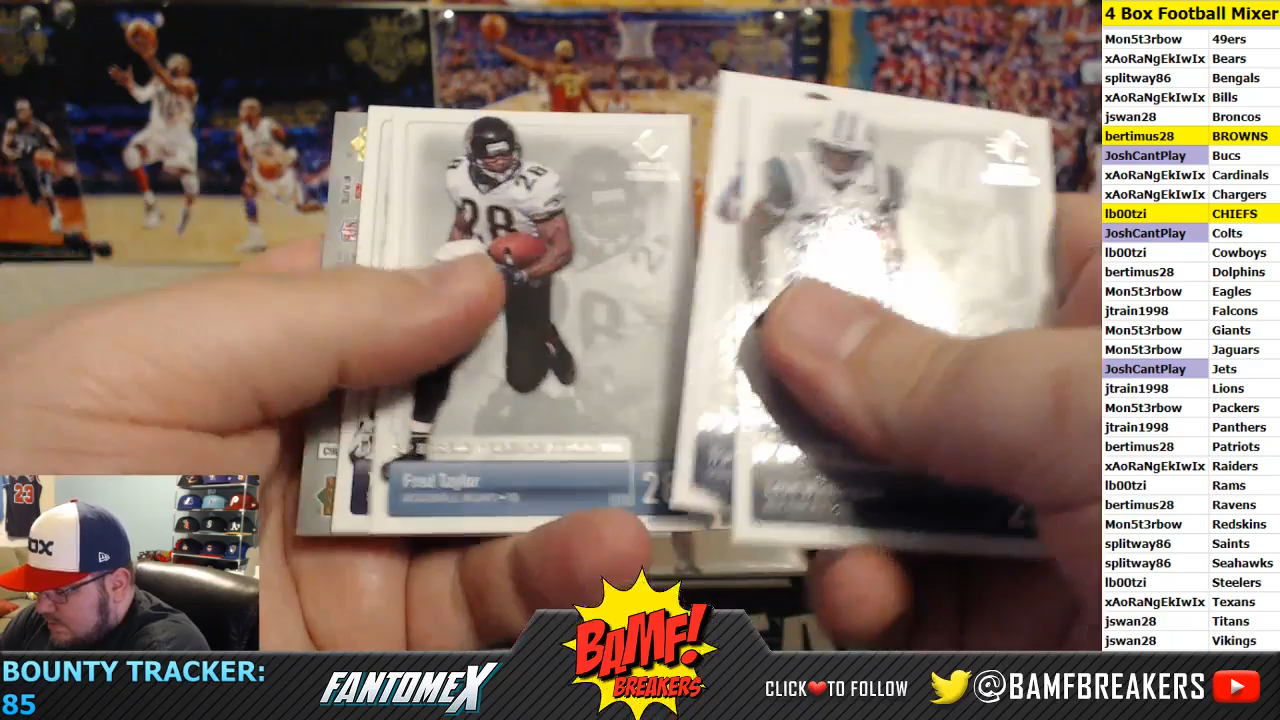 4 Box Football Mixer
Mon5t3rbow 49ers
xAoRaNgEkIwIx Bears
splitway86 Bengals
xAoRaNgEkIwIx Bills
jswan28 Broncos
bertimus28 BROWNS
JoshCantPlay Bucs
xAoRaNgEkIwIx Cardinals
xAoRaNgEkIwIx Chargers
lb00tzi CHIEFS
JoshCantPlay Colts
lb00tzi Cowboys
bertimus28 Dolphins
Mon5t3rbow Eagles
jtrain1998 Falcons
Mon5t3rbow Giants
Mon5t3rbow Jaguars
JoshCantPlay Jets
jtrain1998 Lions
Mon5t3rbow Packers
jtrain1998 Panthers
bertimus28 Patriots
xAoRaNgEkIwIx Raiders
lb00tzi Rams
bertimus28 Ravens
Mon5t3rbow Redskins
splitway86 Saints
splitway86 Seahawks
lb00tzi Steelers
xAoRaNgEkIwIx Texans
jswan28 Titans
jswan28 Vikings
28
28
Fred Taylor
23
BOUNTY TRACKER:
85
FANTOMEX
BAMF!
BREAKERS
CLICK❤TO FOLLOW
@BAMFBREAKERS